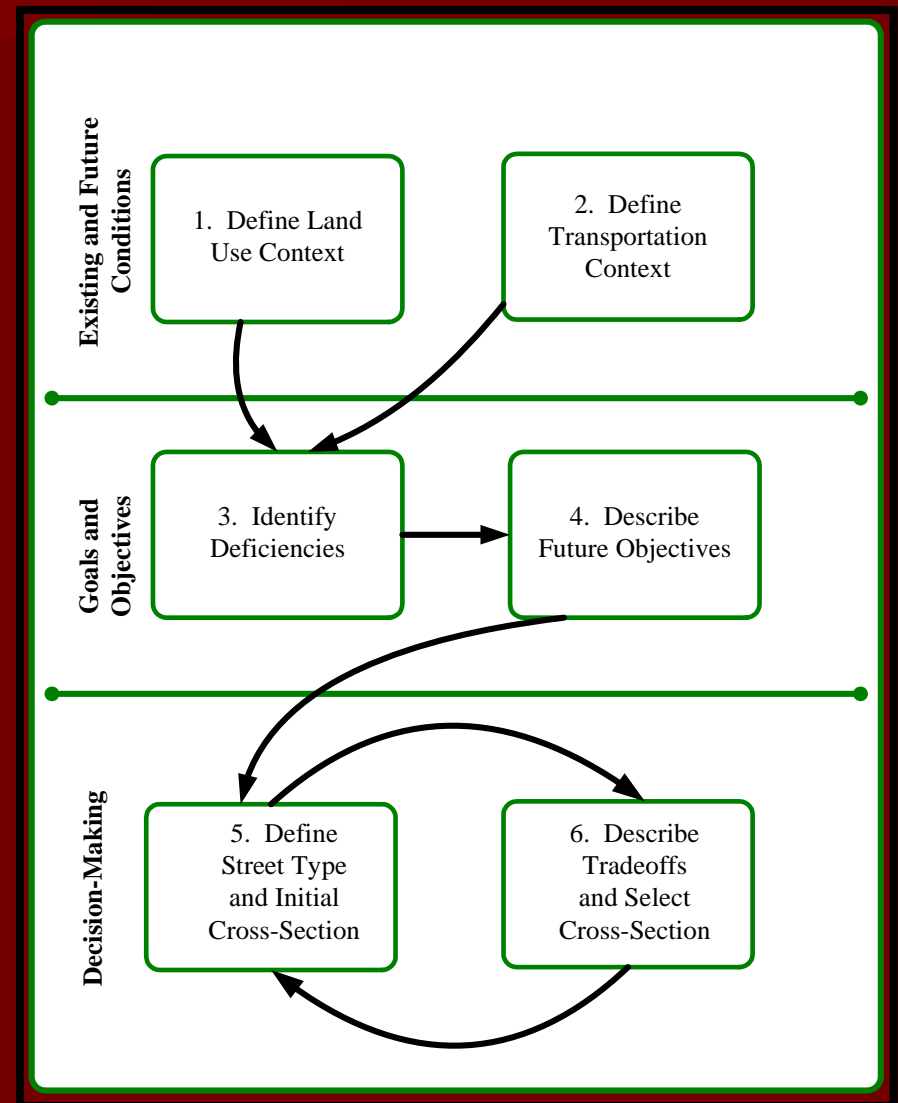 Existing and Future
Conditions
1. Define Land
Use Context
2. Define
Transportation
Context
Goals and
Objectives
3. Identify
Deficiencies
4. Describe
Future Objectives
Decision-Making
5. Define
Street Type
and Initial
Cross-Section
6. Describe
Tradeoffs
and Select
Cross-Section